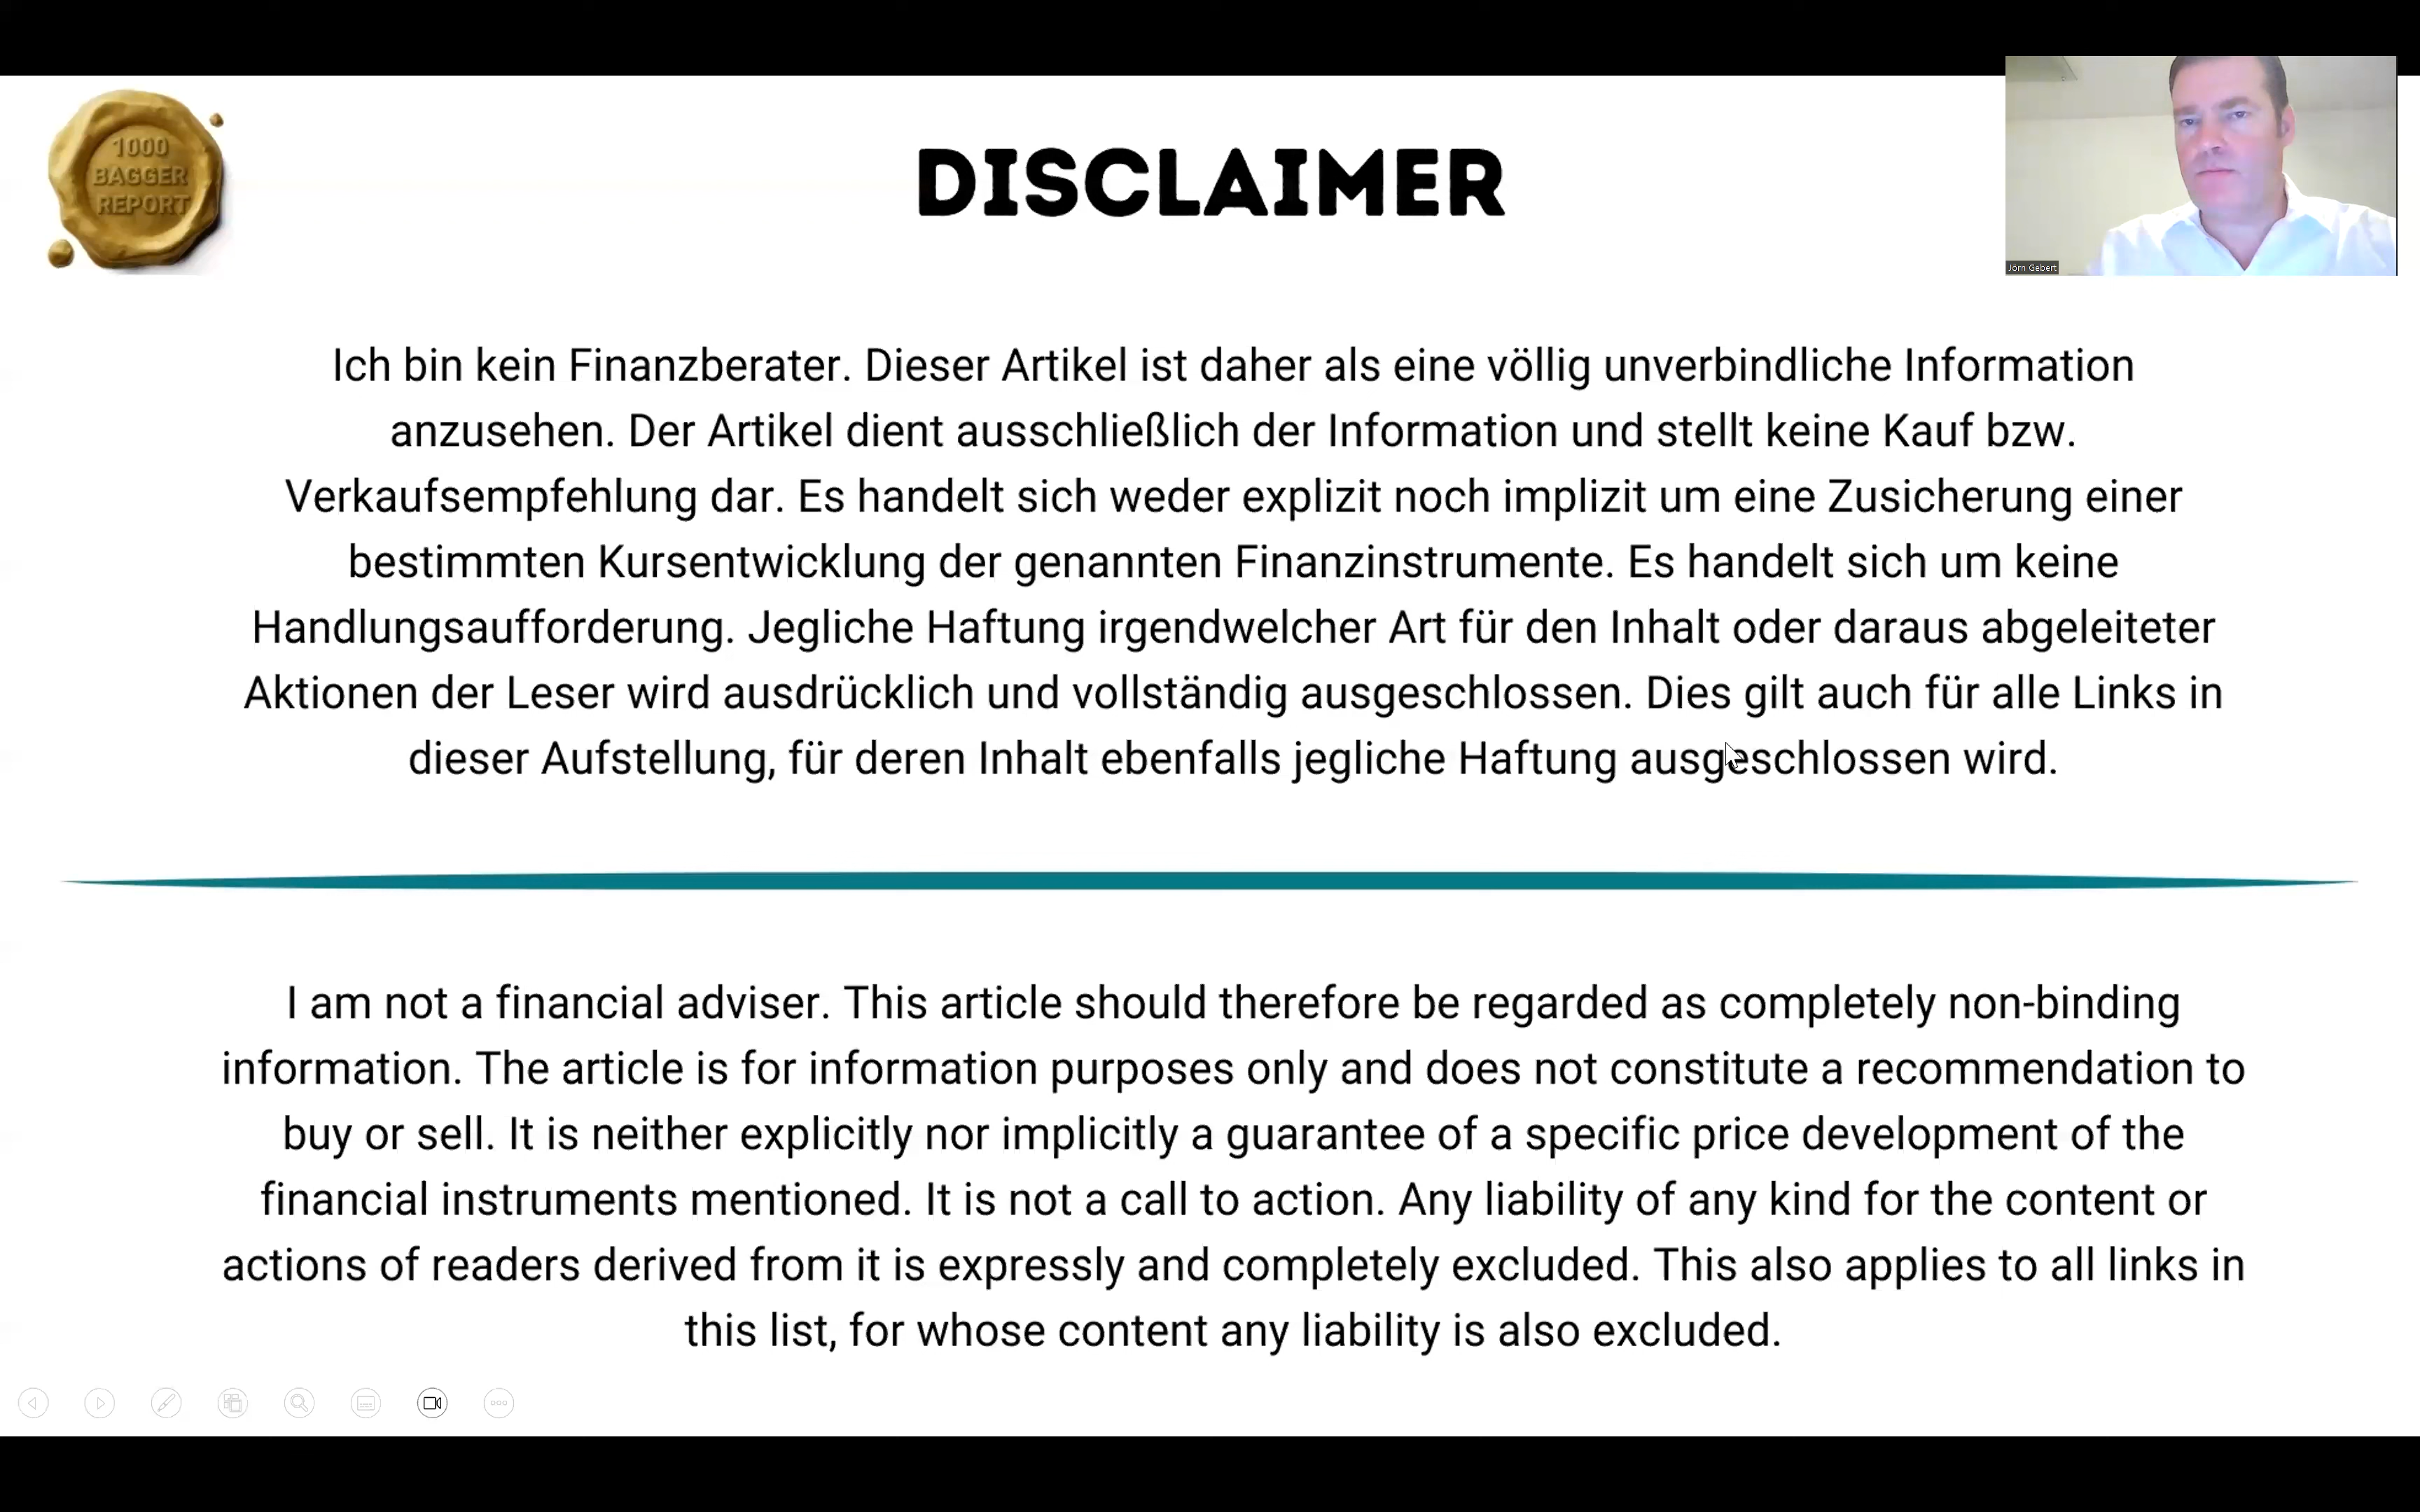 1000
BAGGER
REPORT
DISCLAIMER
Jörn Gebert
Ich bin kein Finanzberater. Dieser Artikel ist daher als eine völlig unverbindliche Information
anzusehen. Der Artikel dient ausschließlich der Information und stellt keine Kauf bzw.
Verkaufsempfehlung dar. Es handelt sich weder explizit noch implizit um eine Zusicherung einer
bestimmten Kursentwicklung der genannten Finanzinstrumente. Es handelt sich um keine
Handlungsaufforderung. Jegliche Haftung irgendwelcher Art für den Inhalt oder daraus abgeleiteter
Aktionen der Leser wird ausdrücklich und vollständig ausgeschlossen. Dies gilt auch für alle Links in
dieser Aufstellung, für deren Inhalt ebenfalls jegliche Haftung ausgeschlossen wird.
I am not a financial adviser. This article should therefore be regarded as completely non-binding
information. The article is for information purposes only and does not constitute a recommendation to
buy or sell. It is neither explicitly nor implicitly a guarantee of a specific price development of the
financial instruments mentioned. It is not a call to action. Any liability of any kind for the content or
actions of readers derived from it is expressly and completely excluded. This also applies to all links in
this list, for whose content any liability is also excluded.